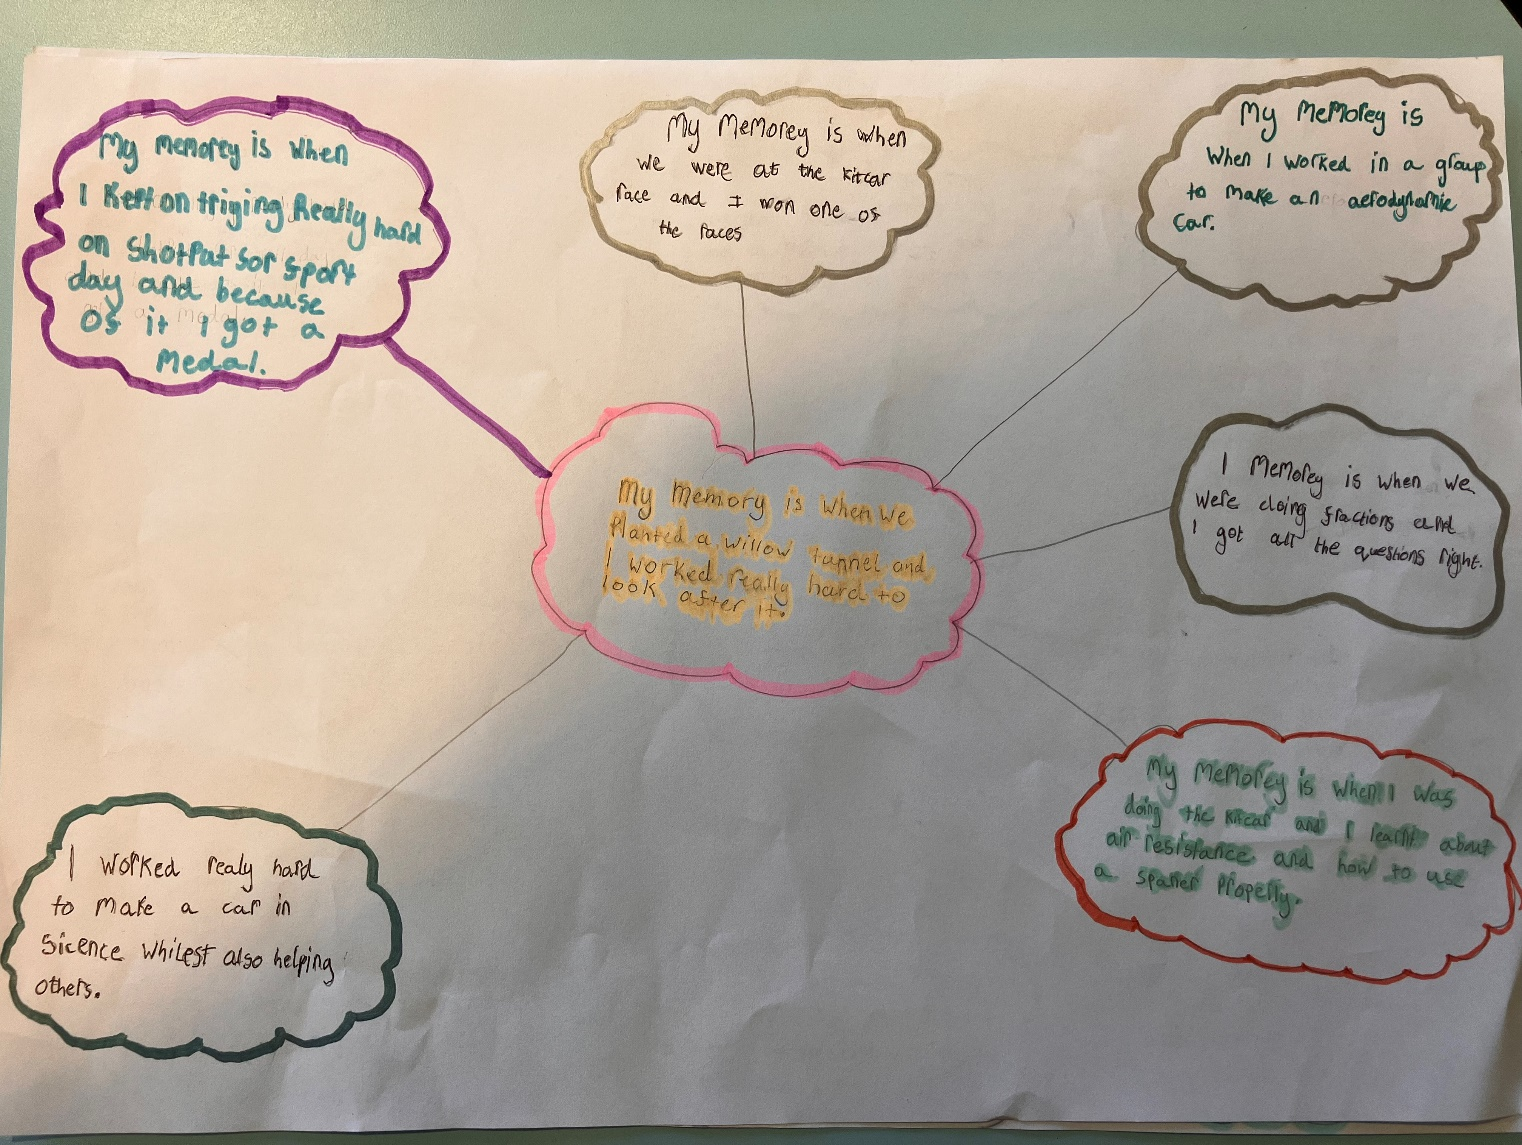 My memorey is when
I Kept on triying Really hard
on Shotput for sport
day and because
of it I got a
Medal.
My Memorey is when
we were at the kitcar
race and I won one of
the races
My Memorey is
when I worked in a group
to make an aerodynamic
car.
My memory is when we
Planted a willow tunnel and
I worked really hard to
look after it.
I Memorey is when we
were doing fractions and
I got all the questions right.
My Memorey is when I was
doing the kitcar and I learnt about
air resistance and how to use
a spaner Properly.
I worked realy hard
to make a car in
Sicence whilest also helping
others.